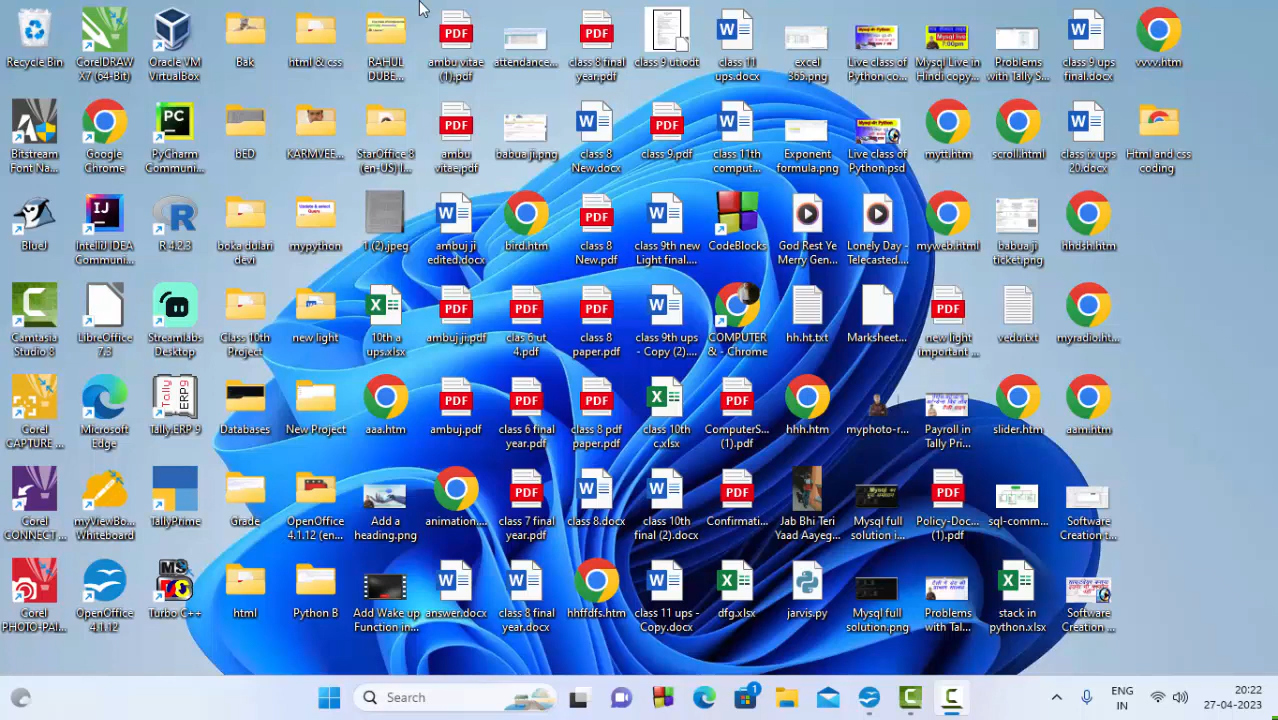 Recycle Bin
CorelDRAW X7 (64-Bit)
Oracle VM VirtualBox
Bak
html & css
RAHUL DUBE...
ambu vitae (1).pdf
attendance...
class 8 final year.pdf
class 9 ut.odt
class 11 ups.docx
excel 365.png
Live class of Python co...
Mysql Live in Hindi copy...
Problems with Tally S...
class 9 ups final.docx
vvvv.htm
Bitstream Font Na...
Google Chrome
PyCharm Communi...
bED
KARMVEE...
StarOffice 8 (en-US) I...
ambu vitae.pdf
babua ji.png
class 8 New.docx
class 9.pdf
class 11th comput...
Exponent formula.png
Live class of Python.psd
myttt.htm
scroll.html
class ix ups 20.docx
Html and css coding
BlueJ
IntelliJ IDEA Communi...
R 4.2.3
boka dulari devi
mypython
1 (2).jpeg
ambuj ji edited.docx
bird.htm
class 8 New.pdf
class 9th new Light final....
CodeBlocks
God Rest Ye Merry Gen...
Lonely Day - Telecasted....
myweb.html
babua ji ticket.png
hhdsh.htm
Camtasia Studio 8
LibreOffice 7.3
Streamlabs Desktop
Class 10th Project
new light
10th a ups.xlsx
ambuj ji.pdf
clas 6 ut 4.pdf
class 8 paper.pdf
class 9th ups - Copy (2)....
COMPUTER & - Chrome
hh.ht.txt
Marksheet...
new light important ...
vedu.txt
myradio.ht...
Corel CAPTURE ...
Microsoft Edge
Tally.ERP 9
Databases
New Project
aaa.htm
ambuj.pdf
class 6 final year.pdf
class 8 pdf paper.pdf
class 10th c.xlsx
ComputerS... (1).pdf
hhh.htm
myphoto-r...
Payroll in Tally Pri...
slider.htm
aam.htm
Corel CONNECT ...
myViewBo... Whiteboard
TallyPrime
Grade
OpenOffice 4.1.12 (en...
Add a heading.png
animation....
class 7 final year.pdf
class 8.docx
class 10th final (2).docx
Confirmati...
Jab Bhi Teri Yaad Aayeg...
Mysql full solution i...
Policy-Doc... (1).pdf
sql-comm...
Software Creation t...
Corel PHOTO-PAI...
OpenOffice 4.1.12
Turbo C++
html
Python B
Add Wake up Function in...
answer.docx
class 8 final year.docx
hhffdfs.htm
class 11 ups - Copy.docx
dfg.xlsx
jarvis.py
Mysql full solution.png
Problems with Tal...
stack in python.xlsx
Software Creation ...
Search
ENG IN
20:22
27-04-2023